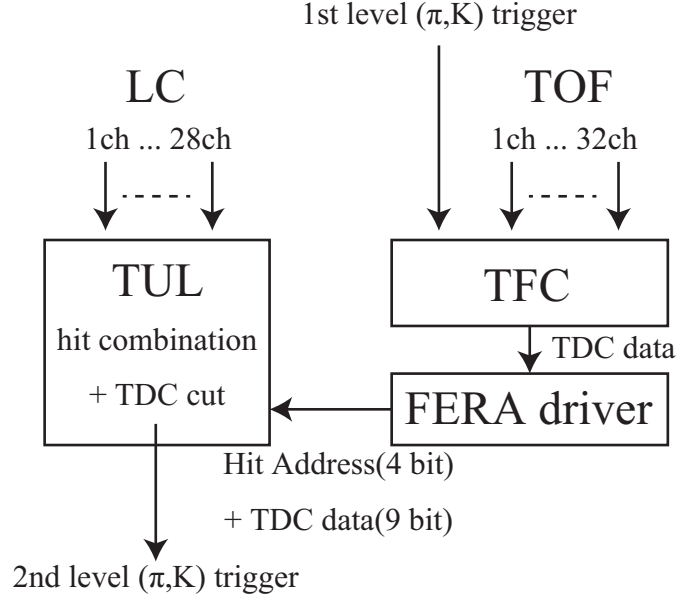 1st level (π,K) trigger
LC
TOF
1ch ... 28ch
1ch ... 32ch
TUL
hit combination
+ TDC cut
TFC
TDC data
FERA driver
Hit Address(4 bit)
+ TDC data(9 bit)
2nd level (π,K) trigger